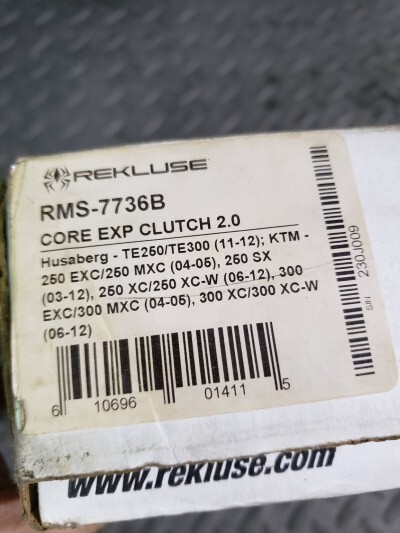 REKLUSE
RMS-7736B
CORE EXP CLUTCH 2.0
Husaberg - TE250/TE300 (11-12); KTM -
250 EXC/250 MXC (04-05), 250 SX
(03-12), 250 XC/250 XC-W (06-12), 300
EXC/300 MXC (04-05), 300 XC/300 XC-W
(06-12)
S/N 230J009
6 10696 01411 5
www.rekluse.com